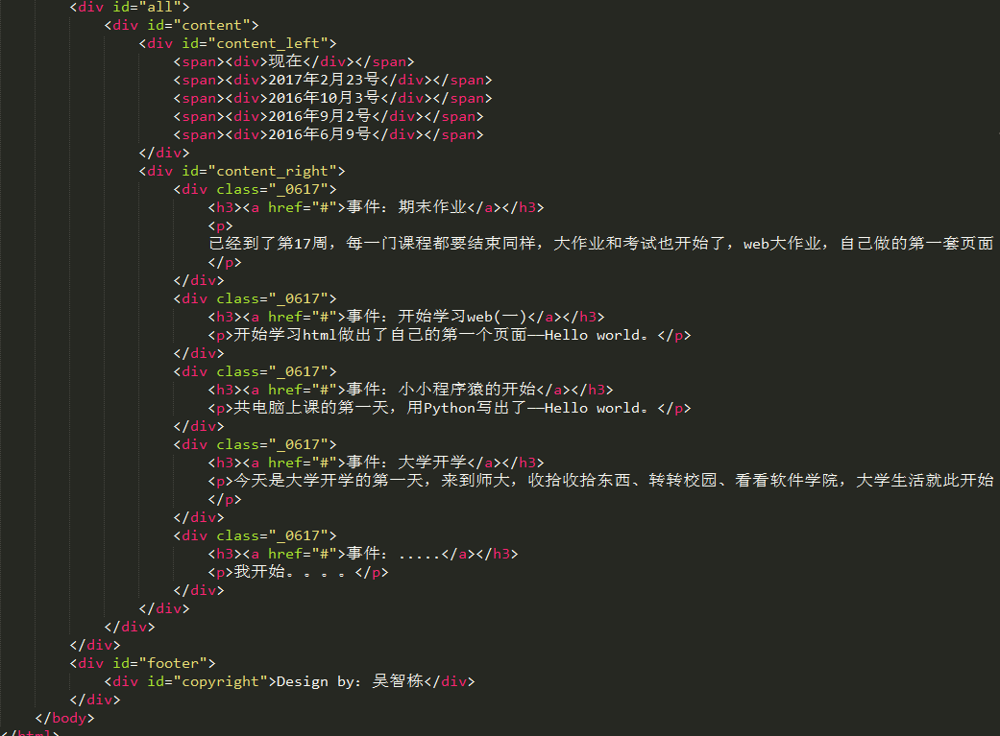 <div id="all">
<div id="content">
<div id="content_left">
<span><div>现在</div></span>
<span><div>2017年2月23号</div></span>
<span><div>2016年10月3号</div></span>
<span><div>2016年9月2号</div></span>
<span><div>2016年6月9号</div></span>
</div>
<div id="content_right">
<div class="_0617">
<h3><a href="#">事件：期末作业</a></h3>
<p>
已经到了第17周，每一门课程都要结束同样，大作业和考试也开始了，web大作业，自己做的第一套页面
</p>
</div>
<div class="_0617">
<h3><a href="#">事件：开始学习web(一)</a></h3>
<p>开始学习html做出了自己的第一个页面——Hello world。</p>
</div>
<div class="_0617">
<h3><a href="#">事件：小小程序猿的开始</a></h3>
<p>共电脑上课的第一天，用Python写出了——Hello world。</p>
</div>
<div class="_0617">
<h3><a href="#">事件：大学开学</a></h3>
<p>今天是大学开学的第一天，来到师大，收拾收拾东西、转转校园、看看软件学院，大学生活就此开始
</p>
</div>
<div class="_0617">
<h3><a href="#">事件：.....</a></h3>
<p>我开始。。。。</p>
</div>
</div>
</div>
</div>
<div id="footer">
<div id="copyright">Design by：吴智栋</div>
</div>
</body>
</html>